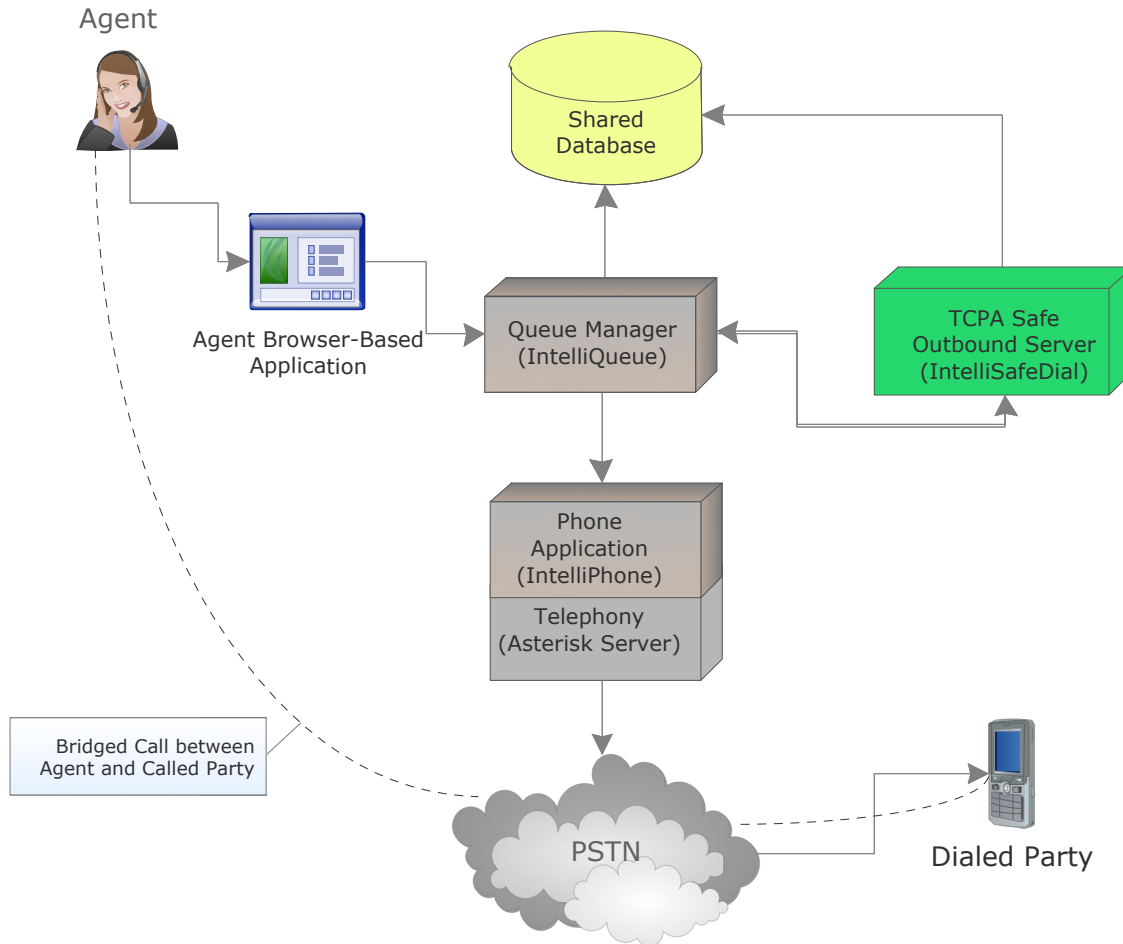 Agent
Shared
Database
Agent Browser-Based
Application
Queue Manager
(IntelliQueue)
TCPA Safe
Outbound Server
(IntelliSafeDial)
Phone
Application
(IntelliPhone)
Telephony
(Asterisk Server)
Bridged Call between
Agent and Called Party
PSTN
Dialed Party